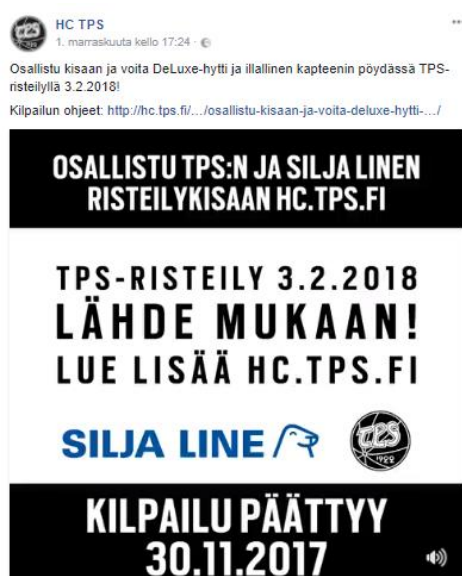 HC TPS
1. marraskuuta kello 17:24 ·
Osallistu kisaan ja voita DeLuxe-hytti ja illallinen kapteenin pöydässä TPS-
risteilyllä 3.2.2018!
Kilpailun ohjeet: http://hc.tps.fi/…/osallistu-kisaan-ja-voita-deluxe-hytti-…/
OSALLISTU TPS:N JA SILJA LINEN
RISTEILYKISAAN HC.TPS.FI
TPS-RISTEILY 3.2.2018
LÄHDE MUKAAN!
LUE LISÄÄ HC.TPS.FI
SILJA LINE
TPS
1922
KILPAILU PÄÄTTYY
30.11.2017